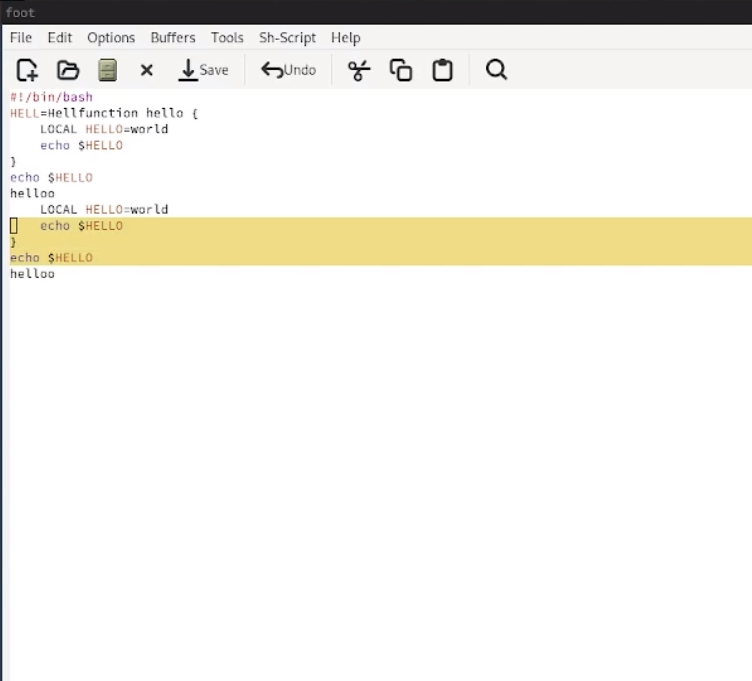 foot
File Edit Options Buffers Tools Sh-Script Help
Save Undo
#!/bin/bash
HELL=Hellfunction hello {
    LOCAL HELLO=world
    echo $HELLO
}
echo $HELLO
helloo
    LOCAL HELLO=world
    echo $HELLO
}
echo $HELLO
helloo